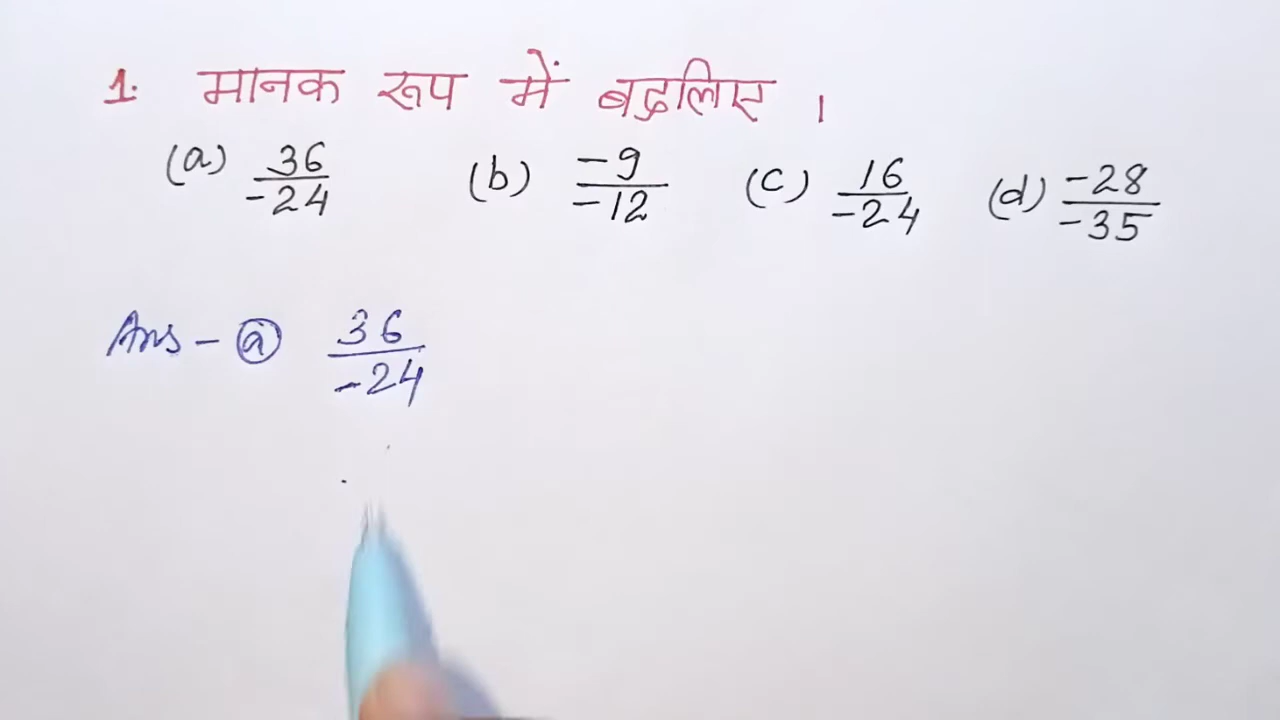 1. मानक रूप में बदलिए ।
(a) 36/-24 (b) -9/-12 (c) 16/-24 (d) -28/-35
Ans - (a) 36/-24